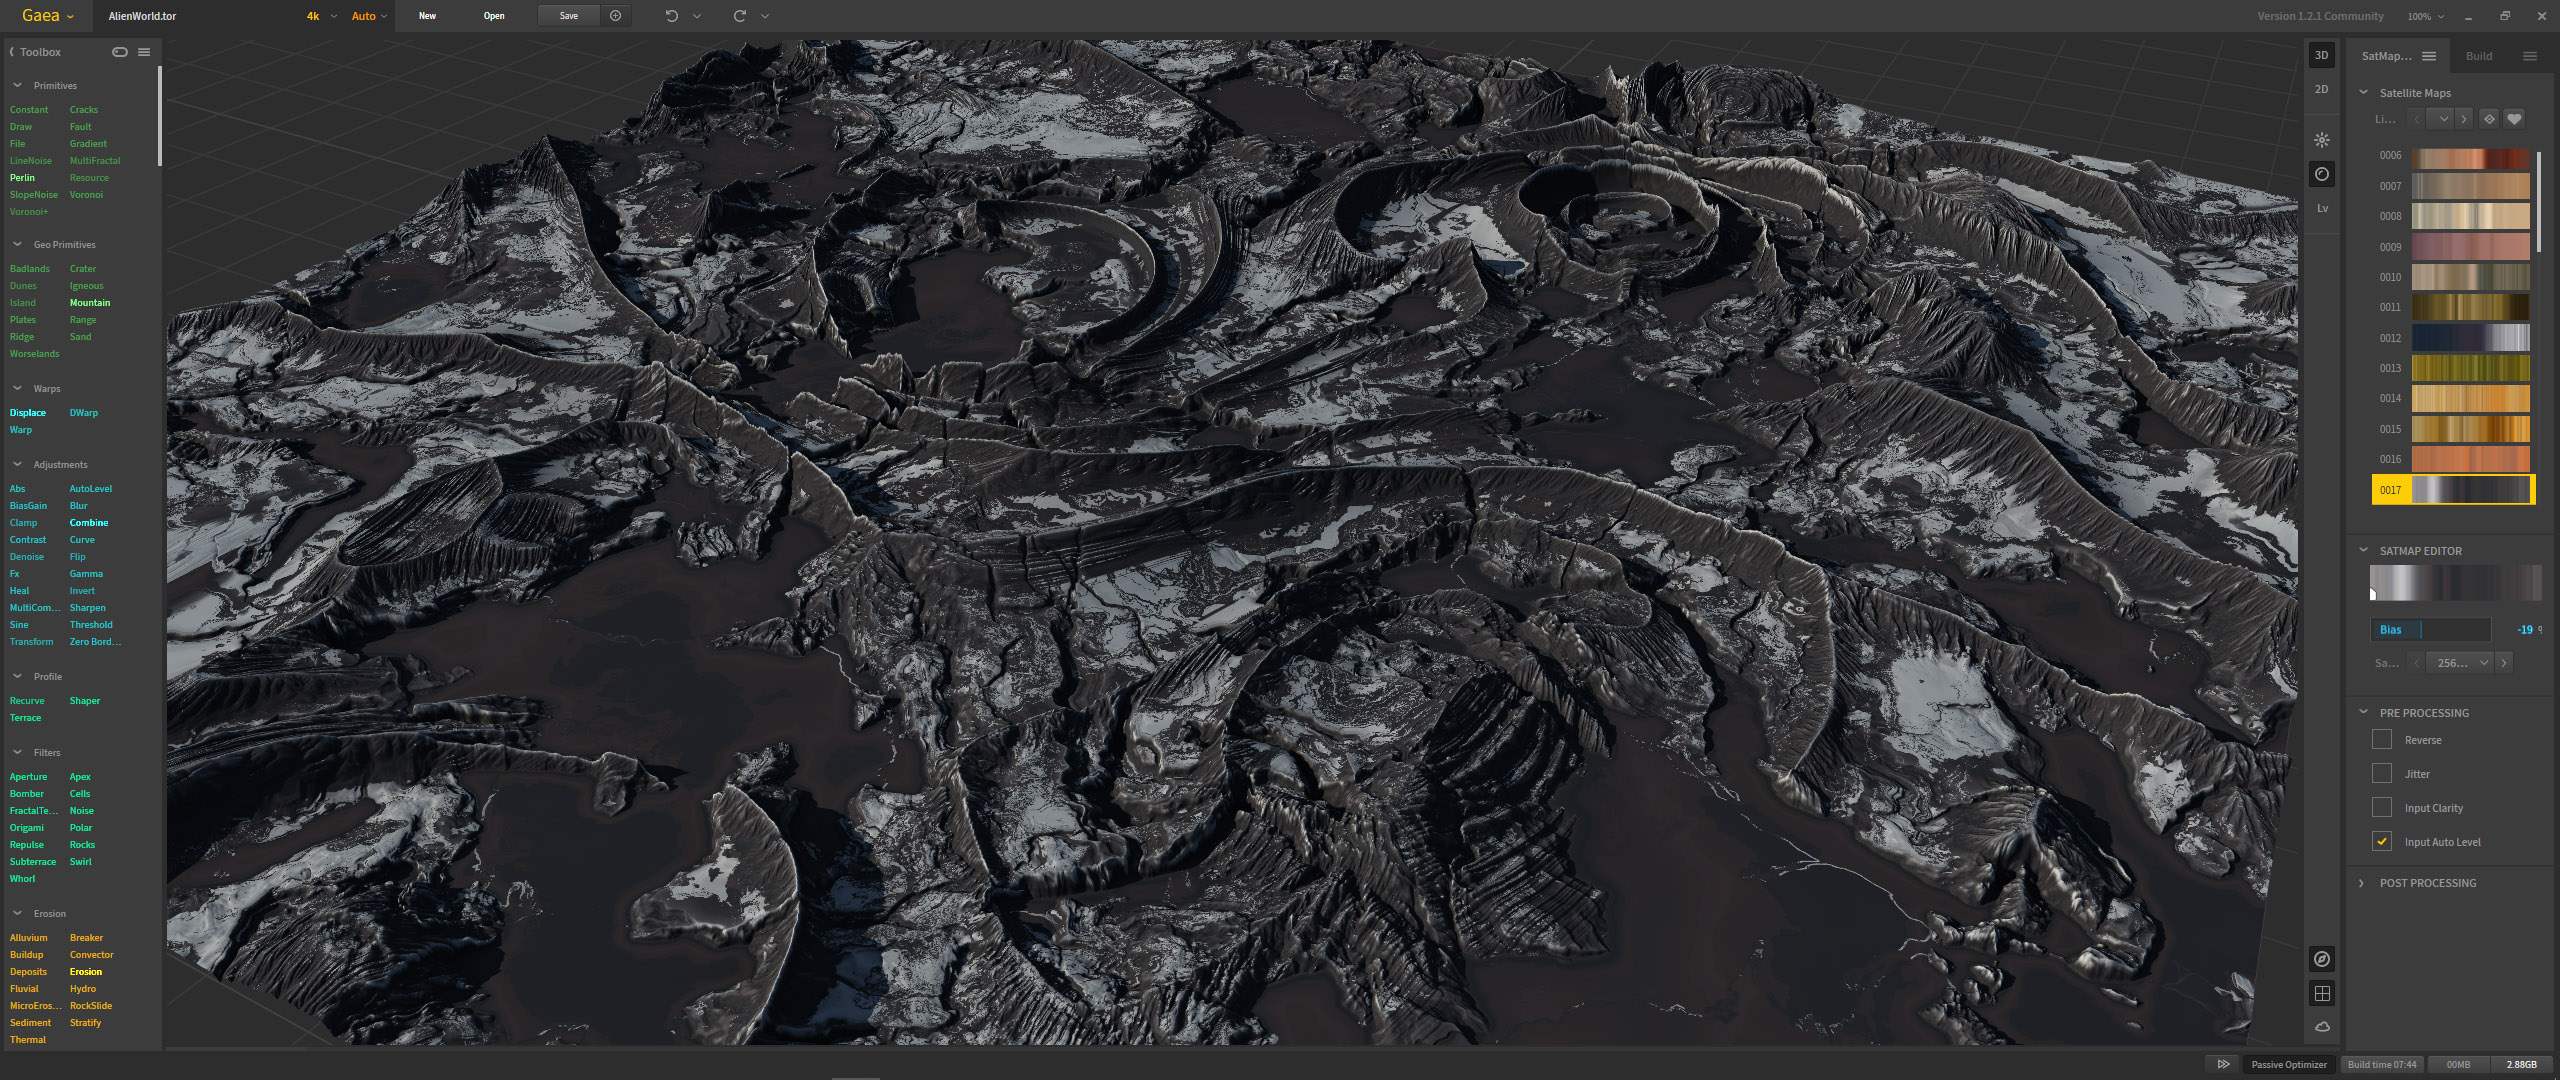 Gaea
AlienWorld.tor
4k
Auto
New
Open
Save
Version 1.2.1 Community
100%
Toolbox
Primitives
Constant Cracks
Draw Fault
File Gradient
LineNoise MultiFractal
Perlin Resource
SlopeNoise Voronoi
Voronoi+
Geo Primitives
Badlands Crater
Dunes Igneous
Island Mountain
Plates Range
Ridge Sand
Worselands
Warps
Displace DWarp
Warp
Adjustments
Abs AutoLevel
BiasGain Blur
Clamp Combine
Contrast Curve
Denoise Flip
Fx Gamma
Heal Invert
MultiCom... Sharpen
Sine Threshold
Transform Zero Bord...
Profile
Recurve Shaper
Terrace
Filters
Aperture Apex
Bomber Cells
FractalTe... Noise
Origami Polar
Repulse Rocks
Subterrace Swirl
Whorl
Erosion
Alluvium Breaker
Buildup Convector
Deposits Erosion
Fluvial Hydro
MicroEros... RockSlide
Sediment Stratify
Thermal
3D
2D
Lv
SatMap...
Build
Satellite Maps
Li...
0006
0007
0008
0009
0010
0011
0012
0013
0014
0015
0016
0017
SATMAP EDITOR
Bias -19
Sa... 256...
PRE PROCESSING
Reverse
Jitter
Input Clarity
Input Auto Level
POST PROCESSING
Passive Optimizer
Build time 07:44
00MB
2.88GB